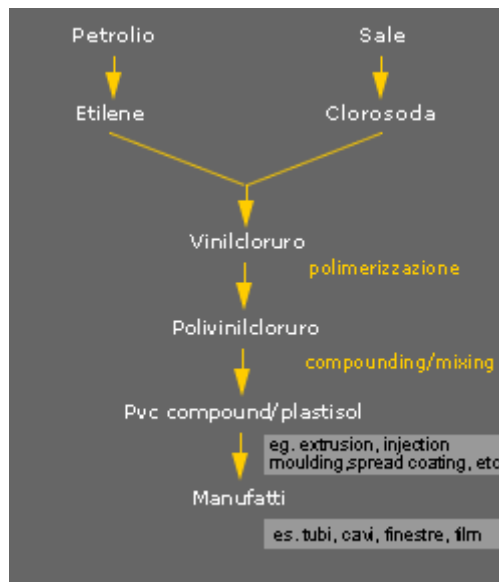 Petrolio Sale
Etilene Clorosoda
Vinilcloruro
polimerizzazione
Polivinilcloruro
compounding/mixing
Pvc compound/plastisol
eg. extrusion, injection
moulding,spread coating, etc
Manufatti
es. tubi, cavi, finestre, film